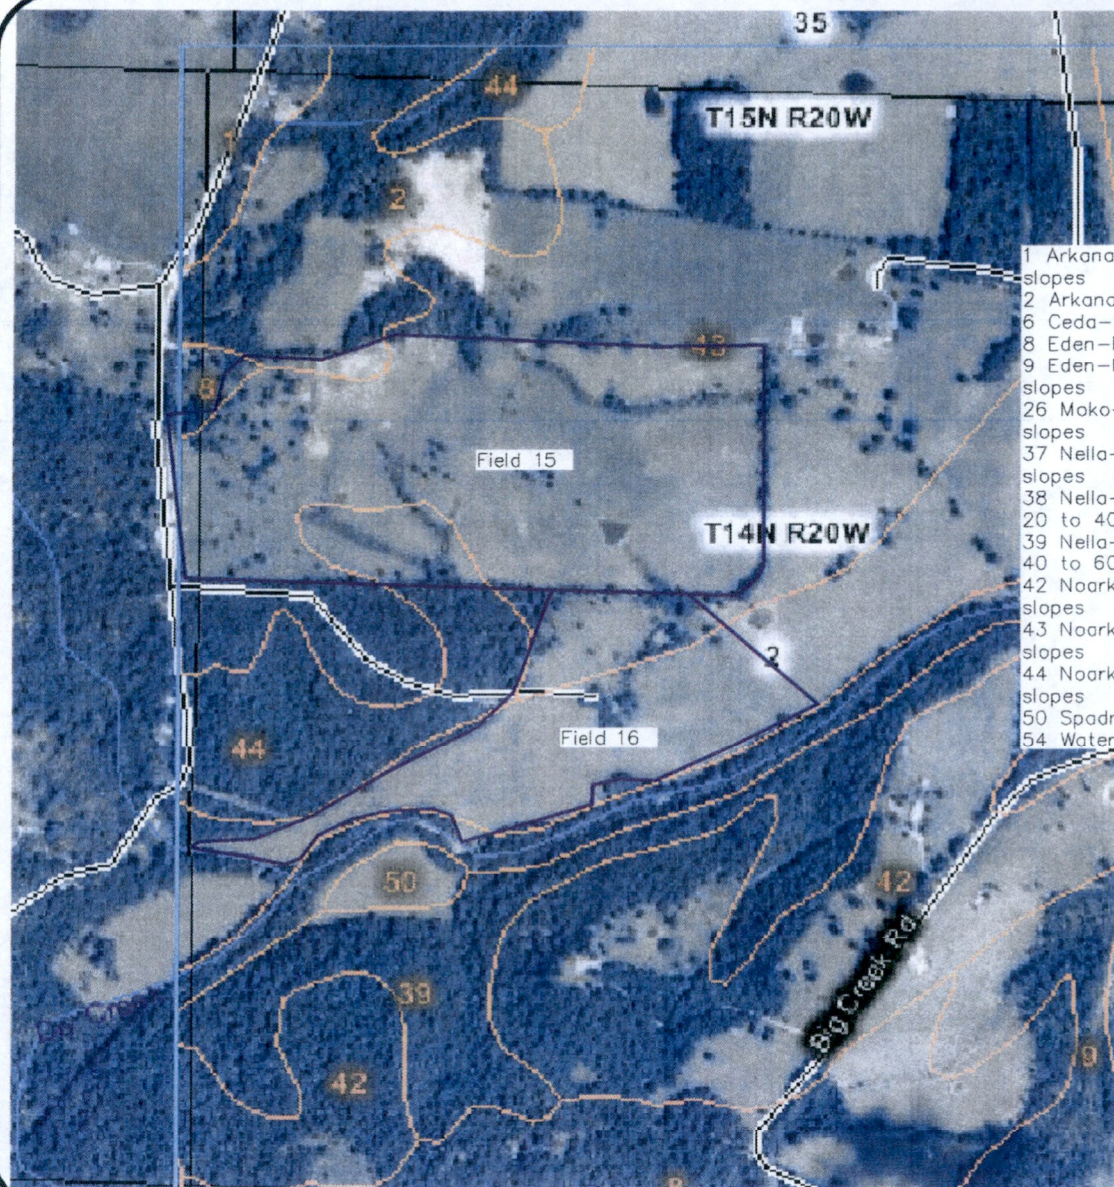 35
44
T15N R20W
1
2
1 Arkana
slopes
2 Arkana
6 Ceda-
8 Eden-
9 Eden-
slopes
26 Moko-
slopes
37 Nella-
slopes
38 Nella-
20 to 40
39 Nella-
40 to 60
42 Noark
slopes
43 Noark
slopes
44 Noark
slopes
50 Spadr
54 Water
43
8
Field 15
T14N R20W
2
Field 16
44
50
42
39
Big Creek Rd
42
9
8